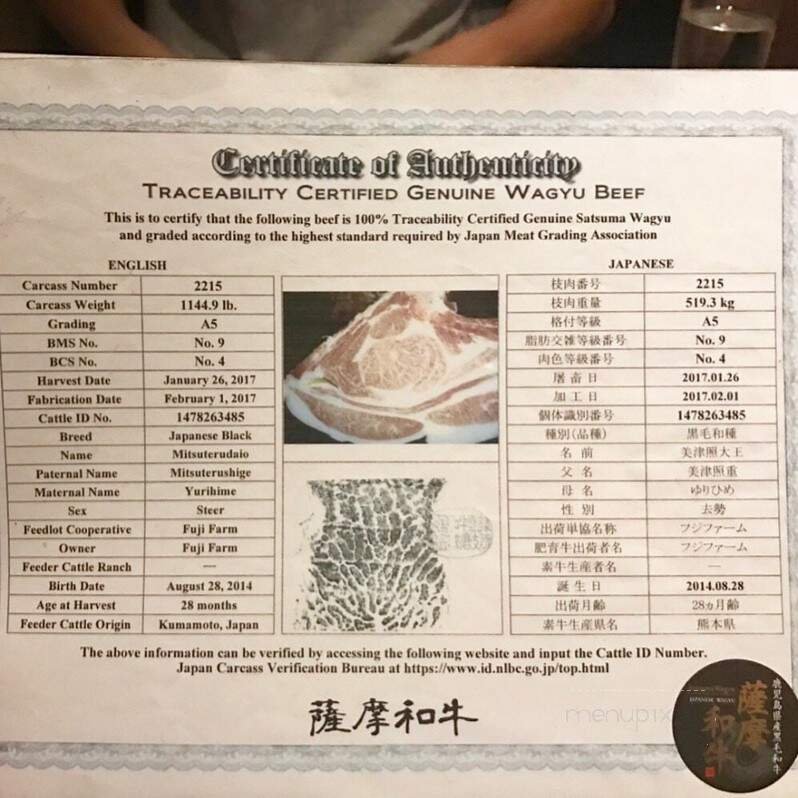 Certificate of Authenticity
TRACEABILITY CERTIFIED GENUINE WAGYU BEEF
This is to certify that the following beef is 100% Traceability Certified Genuine Satsuma Wagyu
and graded according to the highest standard required by Japan Meat Grading Association
ENGLISH
Carcass Number 2215
Carcass Weight 1144.9 lb.
Grading A5
BMS No. No. 9
BCS No. No. 4
Harvest Date January 26, 2017
Fabrication Date February 1, 2017
Cattle ID No. 1478263485
Breed Japanese Black
Name Mitsuterudaio
Paternal Name Mitsuterushige
Maternal Name Yurihime
Sex Steer
Feedlot Cooperative Fuji Farm
Owner Fuji Farm
Feeder Cattle Ranch —
Birth Date August 28, 2014
Age at Harvest 28 months
Feeder Cattle Origin Kumamoto, Japan
JAPANESE
枝肉番号 2215
枝肉重量 519.3 kg
格付等級 A5
脂肪交雑等級番号 No. 9
肉色等級番号 No. 4
屠畜日 2017.01.26
加工日 2017.02.01
個体識別番号 1478263485
種別(品種) 黒毛和種
名前 美津照大王
父名 美津照重
母名 ゆりひめ
性別 去勢
出荷単協名称 フジファーム
肥育牛出荷者名 フジファーム
素牛生産者名 —
誕生日 2014.08.28
出荷月齢 28ヵ月齢
素牛生産県名 熊本県
The above information can be verified by accessing the following website and input the Cattle ID Number.
Japan Carcass Verification Bureau at https://www.id.nlbc.go.jp/top.html
薩摩和牛
鹿児島県産黒毛和牛
薩摩
和牛
JAPANESE WAGYU
menupix